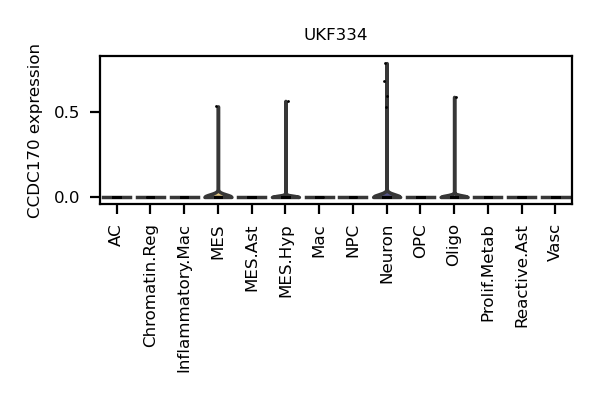 UKF334
CCDC170 expression
0.5
0.0
AC
Chromatin.Reg
Inflammatory.Mac
MES
MES.Ast
MES.Hyp
Mac
NPC
Neuron
OPC
Oligo
Prolif.Metab
Reactive.Ast
Vasc